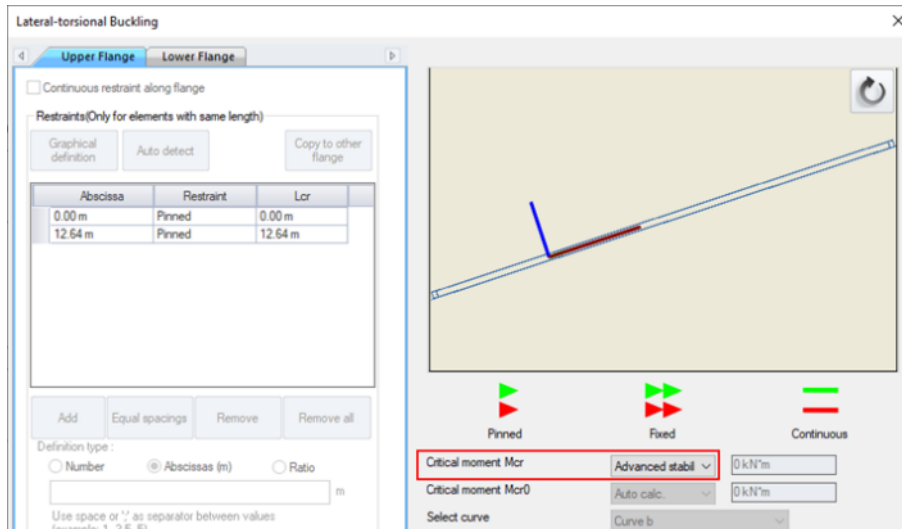 Lateral-torsional Buckling
Upper Flange Lower Flange
Continuous restraint along flange
Restraints(Only for elements with same length)
Graphical definition Auto detect Copy to other flange
Abscissa Restraint Lcr
0.00 m Pinned 0.00 m
12.64 m Pinned 12.64 m
Add Equal spacings Remove Remove all
Definition type :
Number Abscissas (m) Ratio
m
Use space or ';' as separator between values
Pinned Fixed Continuous
Critical moment Mcr Advanced stabil 0 kN*m
Critical moment Mcr0 Auto calc. 0 kN*m
Select curve Curve b